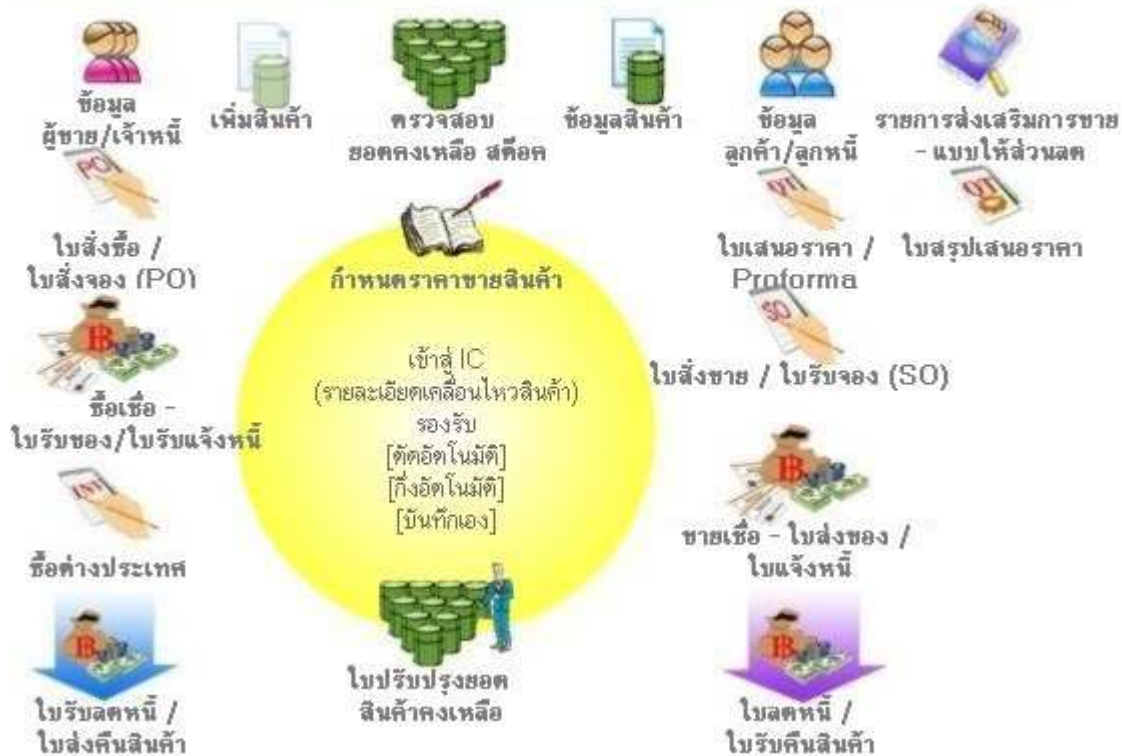 ข้อมูล
ผู้ขาย/เจ้าหนี้
เพิ่มสินค้า
ตรวจสอบ
ยอดคงเหลือ สต๊อค
ข้อมูลสินค้า
ข้อมูล
ลูกค้า/ลูกหนี้
รายการส่งเสริมการขาย
- แบบให้ส่วนลด
PO
QT
QT
ใบสั่งซื้อ /
ใบสั่งจอง (PO)
กำหนดราคาขายสินค้า
ใบเสนอราคา /
Proforma
ใบสรุปเสนอราคา
SO
ใบสั่งขาย / ใบรับจอง (SO)
B
ซื้อเชื่อ -
ใบรับของ/ใบรับแจ้งหนี้
เข้าสู่ IC
(รายละเอียดเคลื่อนไหวสินค้า)
รองรับ
[ตัดอัตโนมัติ]
[กึ่งอัตโนมัติ]
[บันทึกเอง]
B
ขายเชื่อ - ใบส่งของ /
ใบแจ้งหนี้
INV
ซื้อต่างประเทศ
B
ใบรับลดหนี้ /
ใบส่งคืนสินค้า
ใบปรับปรุงยอด
สินค้าคงเหลือ
B
ใบลดหนี้ /
ใบรับคืนสินค้า